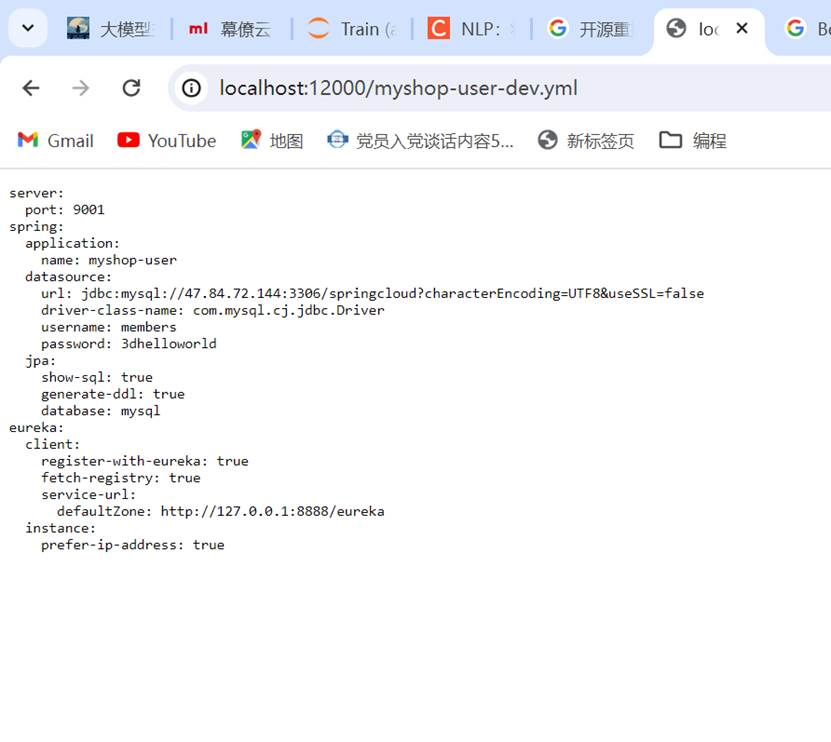 大模型
ml 幕僚云
Train (a
C NLP:
开源重
loc
localhost:12000/myshop-user-dev.yml
Gmail YouTube 地图 党员入党谈话内容5... 新标签页 编程
server:
  port: 9001
spring:
  application:
    name: myshop-user
  datasource:
    url: jdbc:mysql://47.84.72.144:3306/springcloud?characterEncoding=UTF8&useSSL=false
    driver-class-name: com.mysql.cj.jdbc.Driver
    username: members
    password: 3dhelloworld
  jpa:
    show-sql: true
    generate-ddl: true
    database: mysql
eureka:
  client:
    register-with-eureka: true
    fetch-registry: true
    service-url:
      defaultZone: http://127.0.0.1:8888/eureka
  instance:
    prefer-ip-address: true